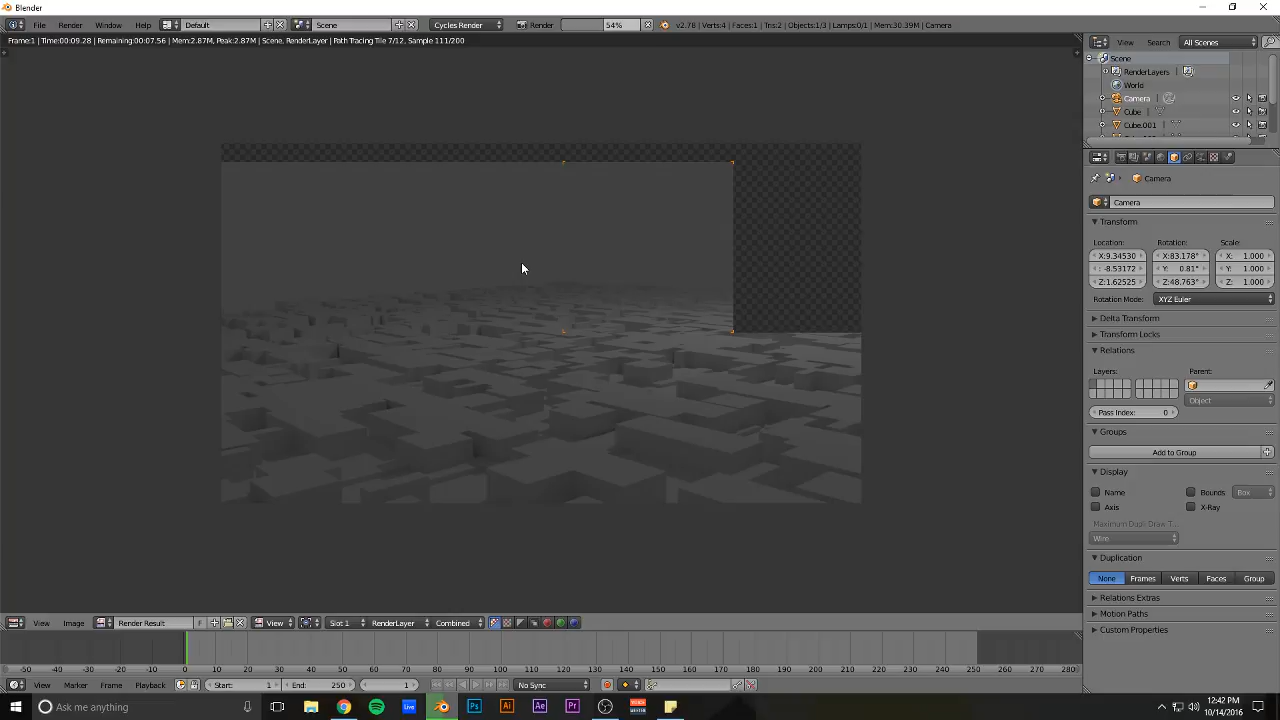 Blender
File Render Window Help Default Scene Cycles Render Render 54% v2.78 | Verts:4 | Faces:1 | Tris:2 | Objects:1/3 | Lamps:0/1 | Mem:30.39M | Camera
Frame:1 | Time:00:09.28 | Remaining:00:07.56 | Mem:2.87M, Peak:2.87M | Scene, RenderLayer | Path Tracing Tile 7/12, Sample 111/200
View Search All Scenes
Scene
RenderLayers
World
Camera
Cube
Cube.001
Camera
Camera
Transform
Location: Rotation: Scale:
X:9.34530 X:83.178° X: 1.000
: -8.53172 Y: 0.81° Y: 1.000
Z:1.62525 Z:48.763° Z: 1.000
Rotation Mode: XYZ Euler
Delta Transform
Transform Locks
Relations
Layers: Parent:
Object
Pass Index: 0
Groups
Add to Group
Display
Name Bounds Box
Axis X-Ray
Maximum Dupli Draw T...
Wire
Duplication
None Frames Verts Faces Group
Relations Extras
Motion Paths
Custom Properties
View Image Render Result F View Slot 1 RenderLayer Combined
-50 -40 -30 -20 -10 0 10 20 30 40 50 60 70 80 90 100 110 120 130 140 150 160 170 180 190 200 210 220 230 240 250 260 270 280
View Marker Frame Playback Start: 1 End: 250 1 No Sync
Ask me anything Live Ps Ai Ae Pr VOICE MEETER 12:42 PM
10/14/2016